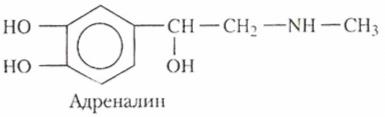 HO CH — CH₂ — NH — CH₃
HO OH
Адреналин